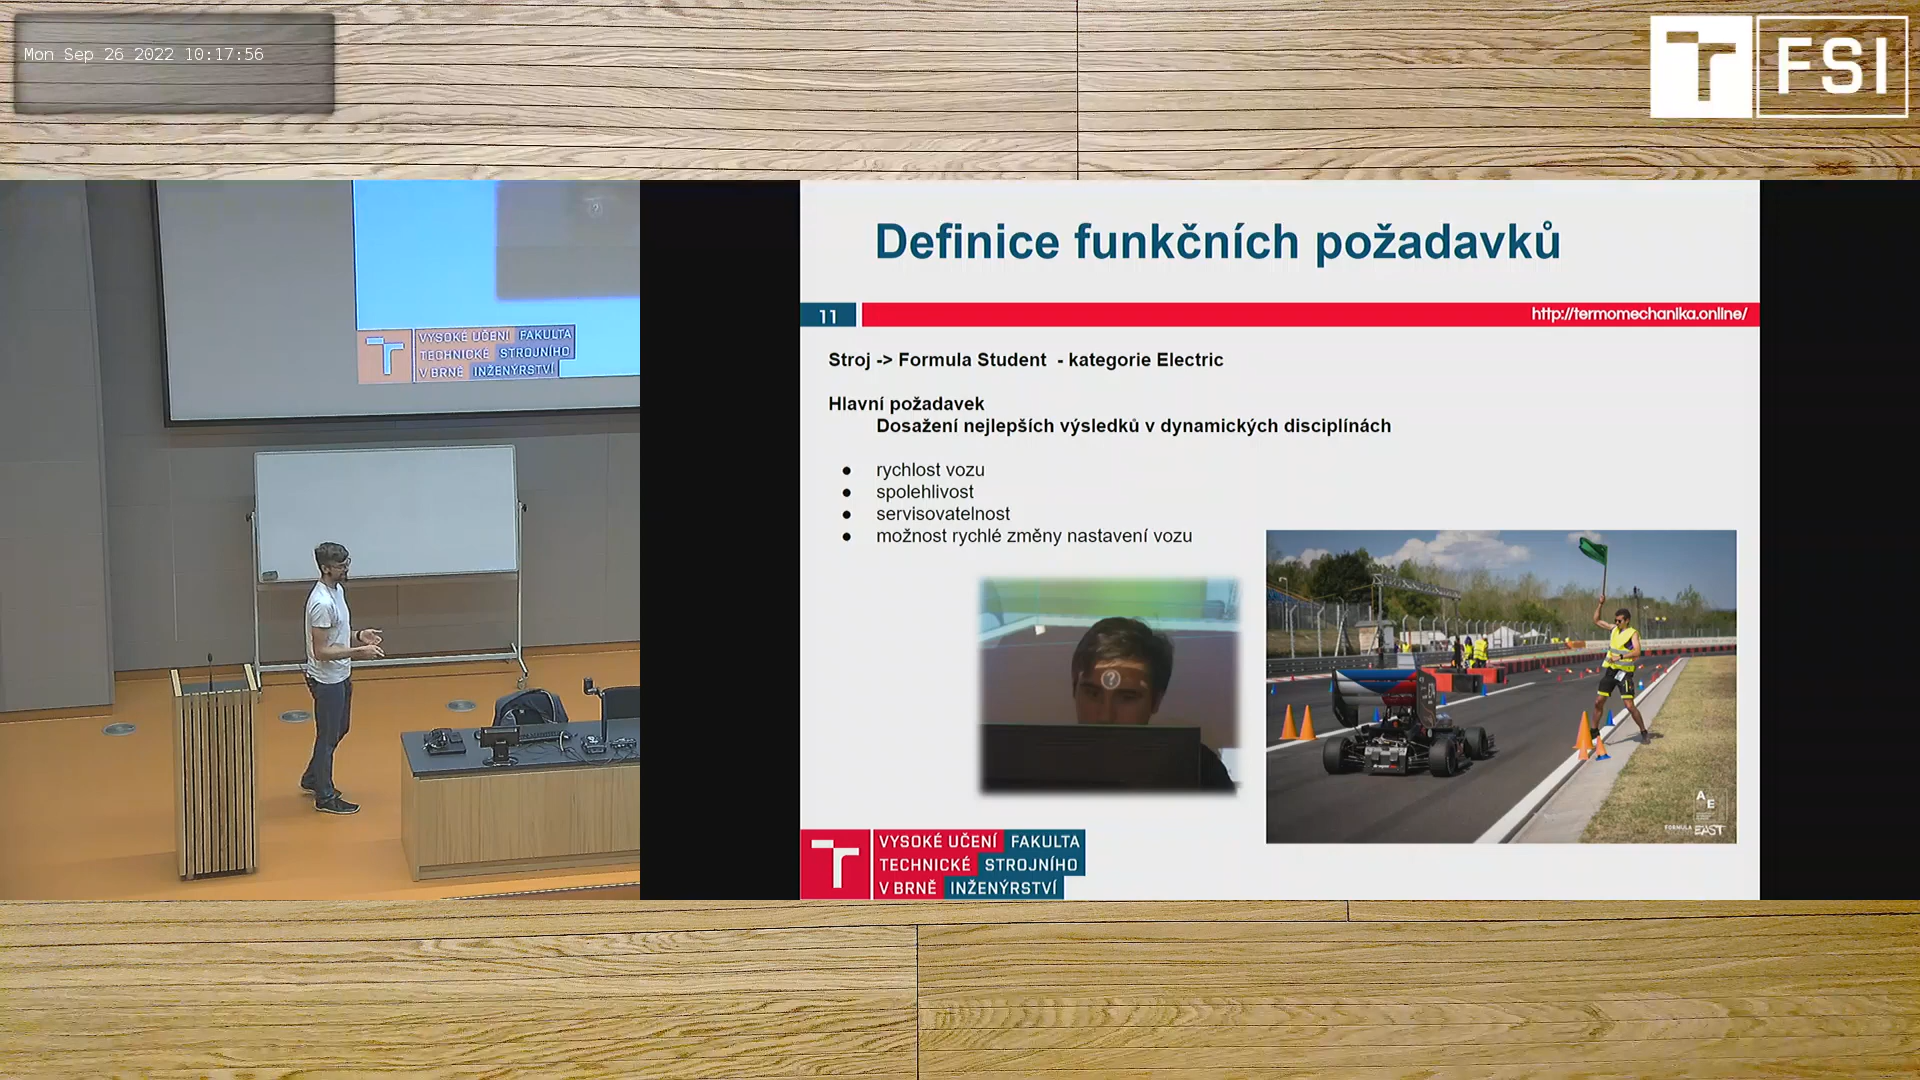 Mon Sep 26 2022 10:17:56
FSI
VYSOKÉ UČENÍ FAKULTA
TECHNICKÉ STROJNÍHO
V BRNĚ INŽENÝRSTVÍ
Definice funkčních požadavků
11
http://termomechanika.online/
Stroj -> Formula Student - kategorie Electric
Hlavní požadavek
Dosažení nejlepších výsledků v dynamických disciplínách
● rychlost vozu
● spolehlivost
● servisovatelnost
● možnost rychlé změny nastavení vozu
?
A
E
FORMULA EAST
VYSOKÉ UČENÍ FAKULTA
TECHNICKÉ STROJNÍHO
V BRNĚ INŽENÝRSTVÍ